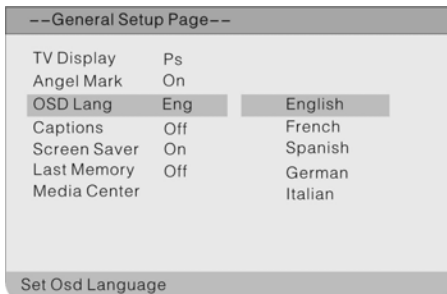 --General Setup Page--
TV Display Ps
Angel Mark On
OSD Lang Eng English
Captions Off French
Screen Saver On Spanish
Last Memory Off German
Media Center Italian
Set Osd Language